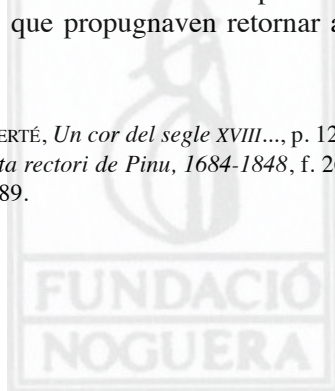 que propugnaven retornar a
ERTÉ, Un cor del segle XVIII..., p. 12
ta rectori de Pinu, 1684-1848, f. 2
89.
FUNDACIÓ
NOGUERA